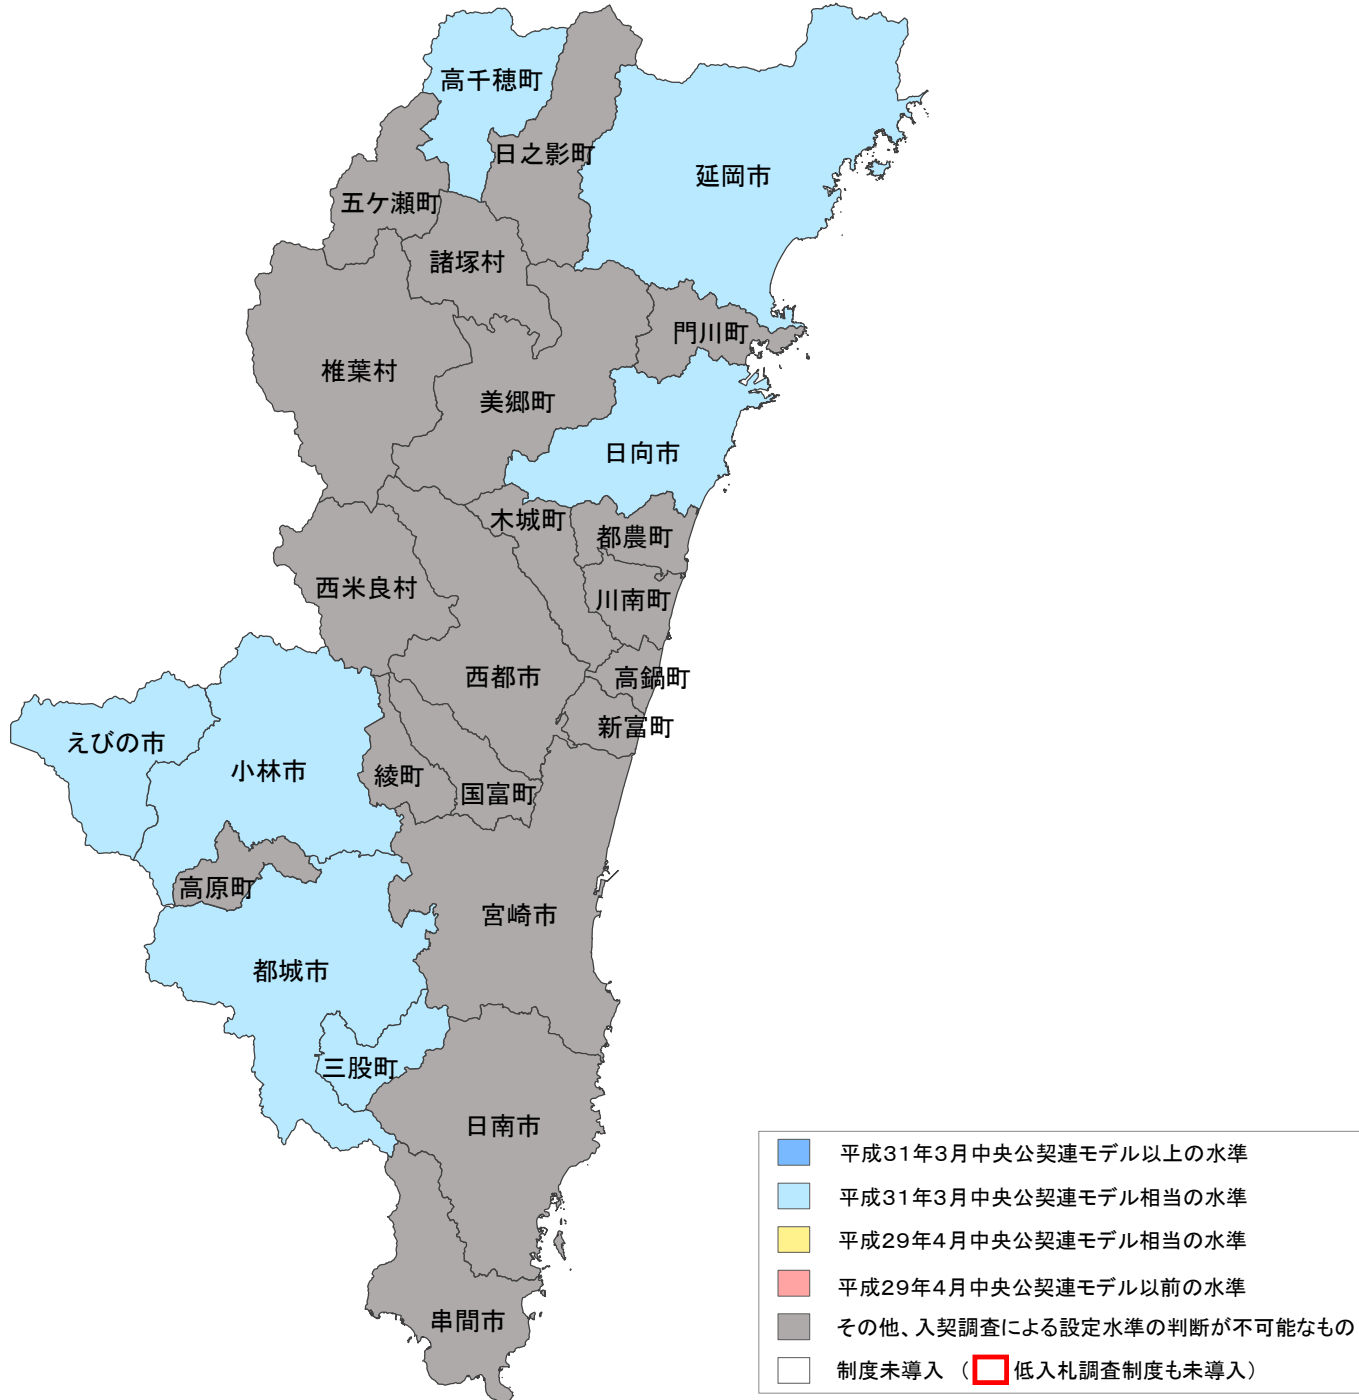 高千穂町
日之影町
延岡市
五ケ瀬町
諸塚村
門川町
椎葉村
美郷町
日向市
木城町
都農町
西米良村
川南町
西都市
高鍋町
新富町
えびの市
小林市
綾町
国富町
高原町
宮崎市
都城市
三股町
日南市
串間市
平成31年3月中央公契連モデル以上の水準
平成31年3月中央公契連モデル相当の水準
平成29年4月中央公契連モデル相当の水準
平成29年4月中央公契連モデル以前の水準
その他、入契調査による設定水準の判断が不可能なもの
制度未導入 ( 低入札調査制度も未導入)